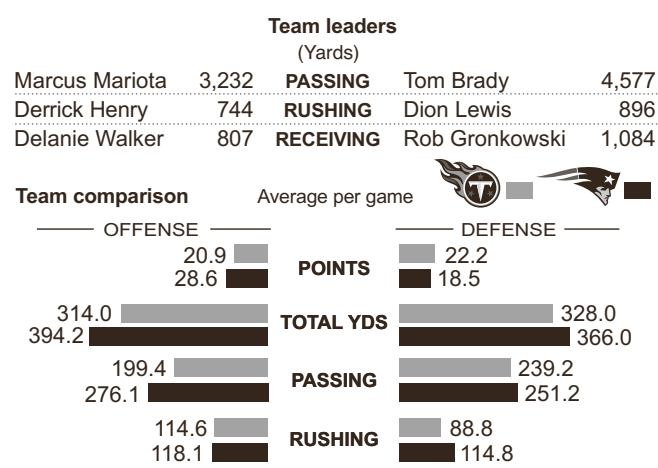 Team leaders
(Yards)
Marcus Mariota 3,232 PASSING Tom Brady 4,577
Derrick Henry 744 RUSHING Dion Lewis 896
Delanie Walker 807 RECEIVING Rob Gronkowski 1,084
T
Team comparison Average per game
OFFENSE DEFENSE
20.9 22.2
POINTS
28.6 18.5
314.0 328.0
TOTAL YDS
394.2 366.0
199.4 239.2
PASSING
276.1 251.2
114.6 88.8
RUSHING
118.1 114.8